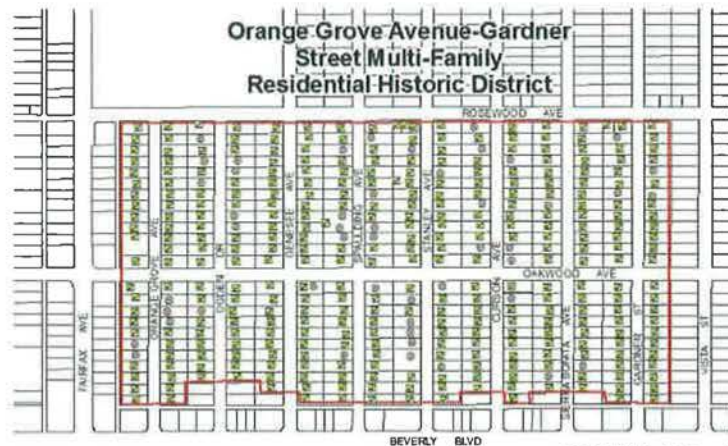 Orange Grove Avenue-Gardner
Street Multi-Family
Residential Historic District
ROSEWOOD AVE
FAIRFAX AVE
ORANGE GROVE AVE
OGDEN DR
GENESEE AVE
SPAULDING AVE
STANLEY AVE
CURSON AVE
OAKWOOD AVE
SIERRA BONITA AVE
GARDNER ST
VISTA ST
BEVERLY BLVD